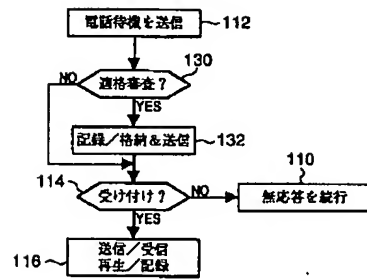 電話待機を送信
112
適格審査？
130
NO
YES
記録／格納&送信
132
114
受け付け？
NO
110
無応答を続行
YES
送信／受信
再生／記録
116